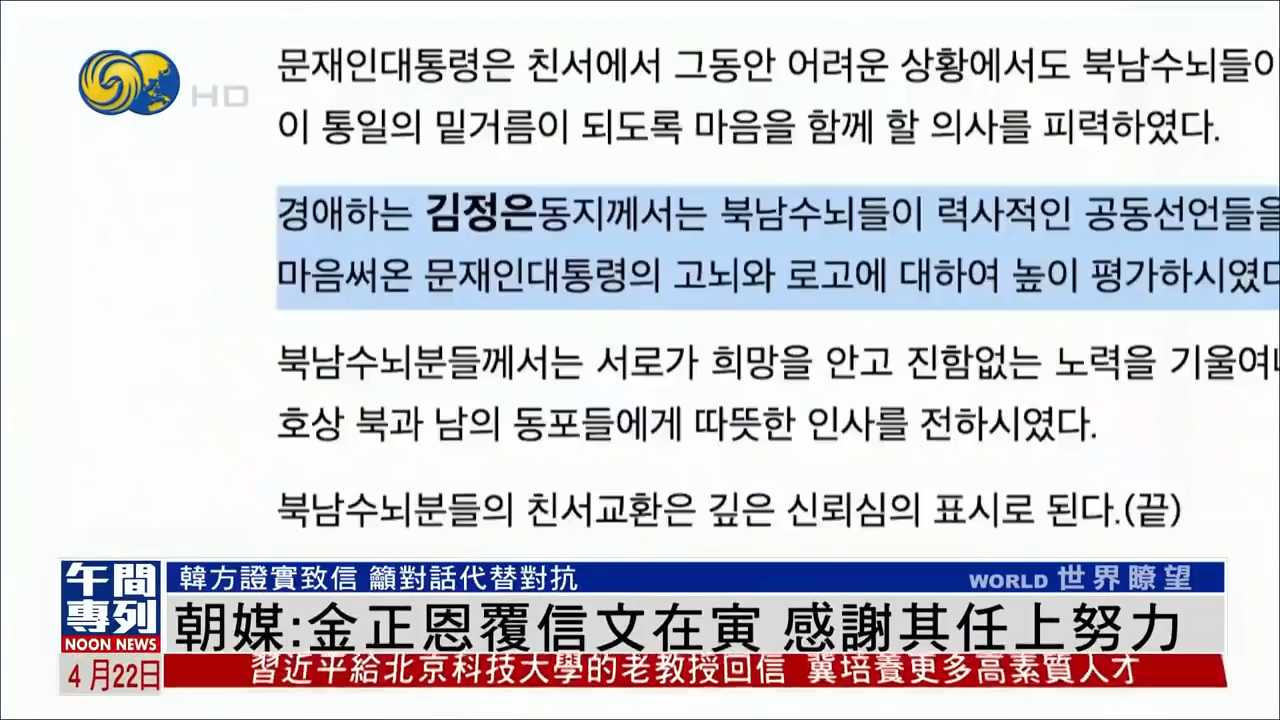 HD
문재인대통령은 친서에서 그동안 어려운 상황에서도 북남수뇌들이
이 통일의 밑거름이 되도록 마음을 함께 할 의사를 피력하였다.
경애하는 김정은동지께서는 북남수뇌들이 력사적인 공동선언들을
마음써온 문재인대통령의 고뇌와 로고에 대하여 높이 평가하시였다
북남수뇌분들께서는 서로가 희망을 안고 진함없는 노력을 기울여나
호상 북과 남의 동포들에게 따뜻한 인사를 전하시였다.
북남수뇌분들의 친서교환은 깊은 신뢰심의 표시로 된다.(끝)
午間專列
NOON NEWS
韓方證實致信 籲對話代替對抗
WORLD 世界瞭望
朝媒:金正恩覆信文在寅 感謝其任上努力
4月22日
習近平給北京科技大學的老教授回信 冀培養更多高素質人才